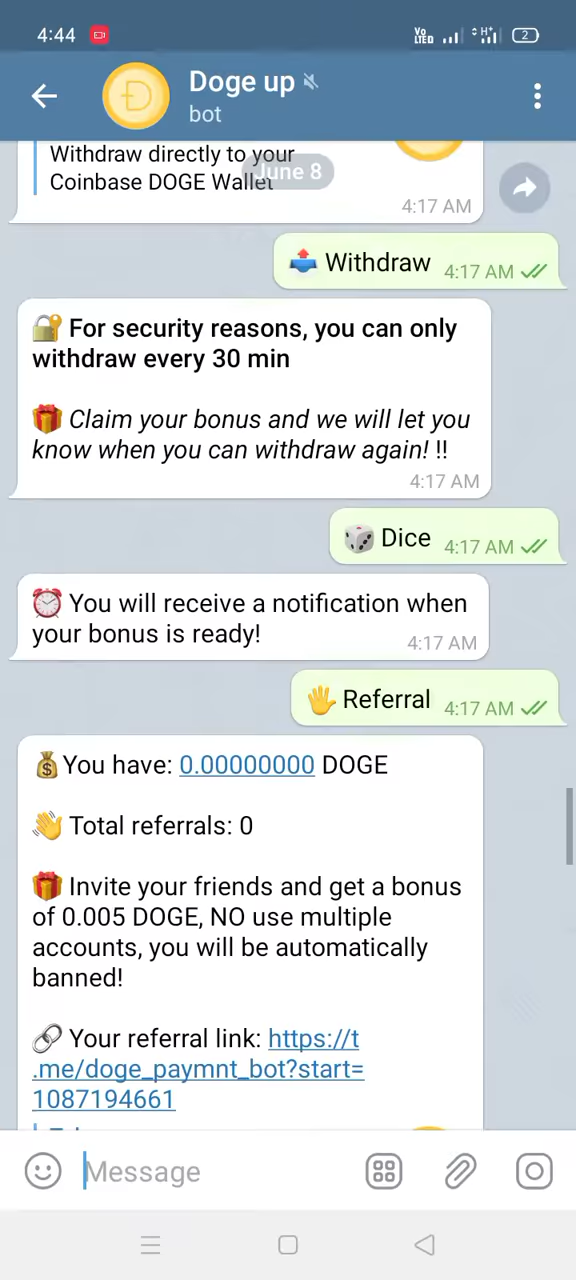 4:44
Vo
LTED
H+
2
Doge up
bot
Withdraw directly to your
Coinbase DOGE Wallet
June 8
4:17 AM
Withdraw 4:17 AM
For security reasons, you can only
withdraw every 30 min
Claim your bonus and we will let you
know when you can withdraw again! !!
4:17 AM
Dice 4:17 AM
You will receive a notification when
your bonus is ready!
4:17 AM
Referral 4:17 AM
You have: 0.00000000 DOGE
Total referrals: 0
Invite your friends and get a bonus
of 0.005 DOGE, NO use multiple
accounts, you will be automatically
banned!
Your referral link: https://t
.me/doge_paymnt_bot?start=
1087194661
Message